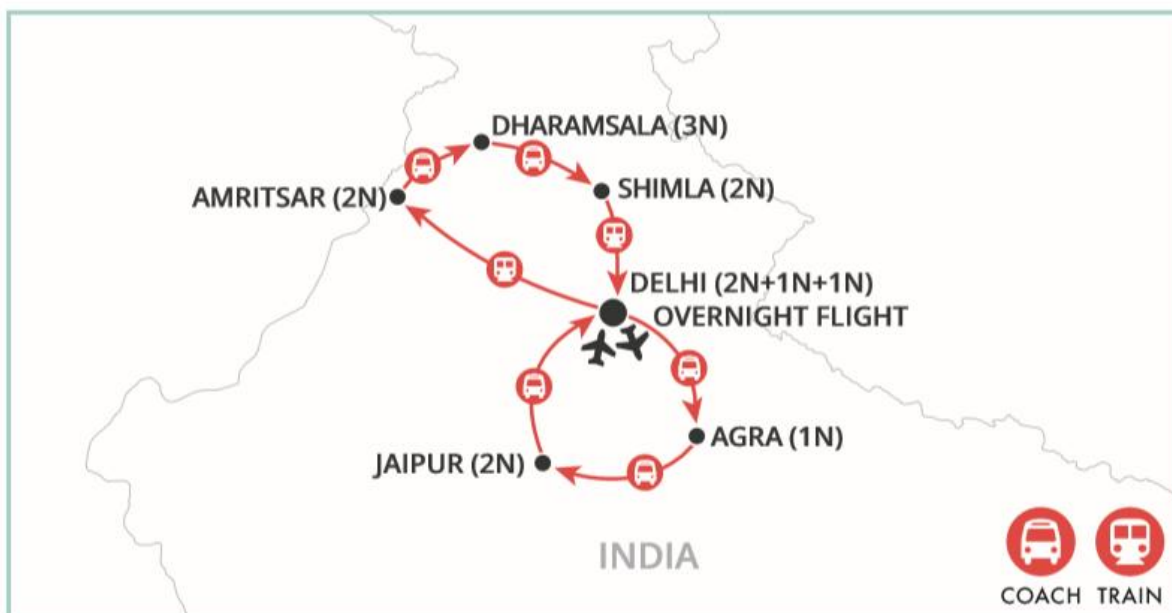 DHARAMSALA (3N)
AMRITSAR (2N)
SHIMLA (2N)
DELHI (2N+1N+1N)
OVERNIGHT FLIGHT
AGRA (1N)
JAIPUR (2N)
INDIA
COACH TRAIN